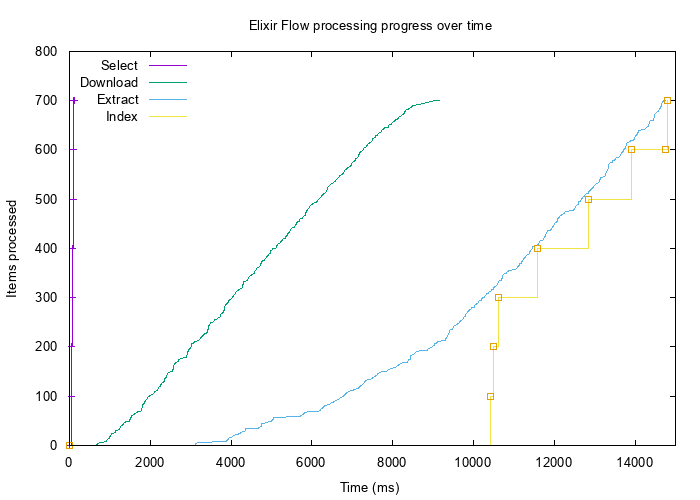 Elixir Flow processing progress over time
800
700
600
500
400
300
200
100
0
Items processed
Select
Download
Extract
Index
0 2000 4000 6000 8000 10000 12000 14000
Time (ms)